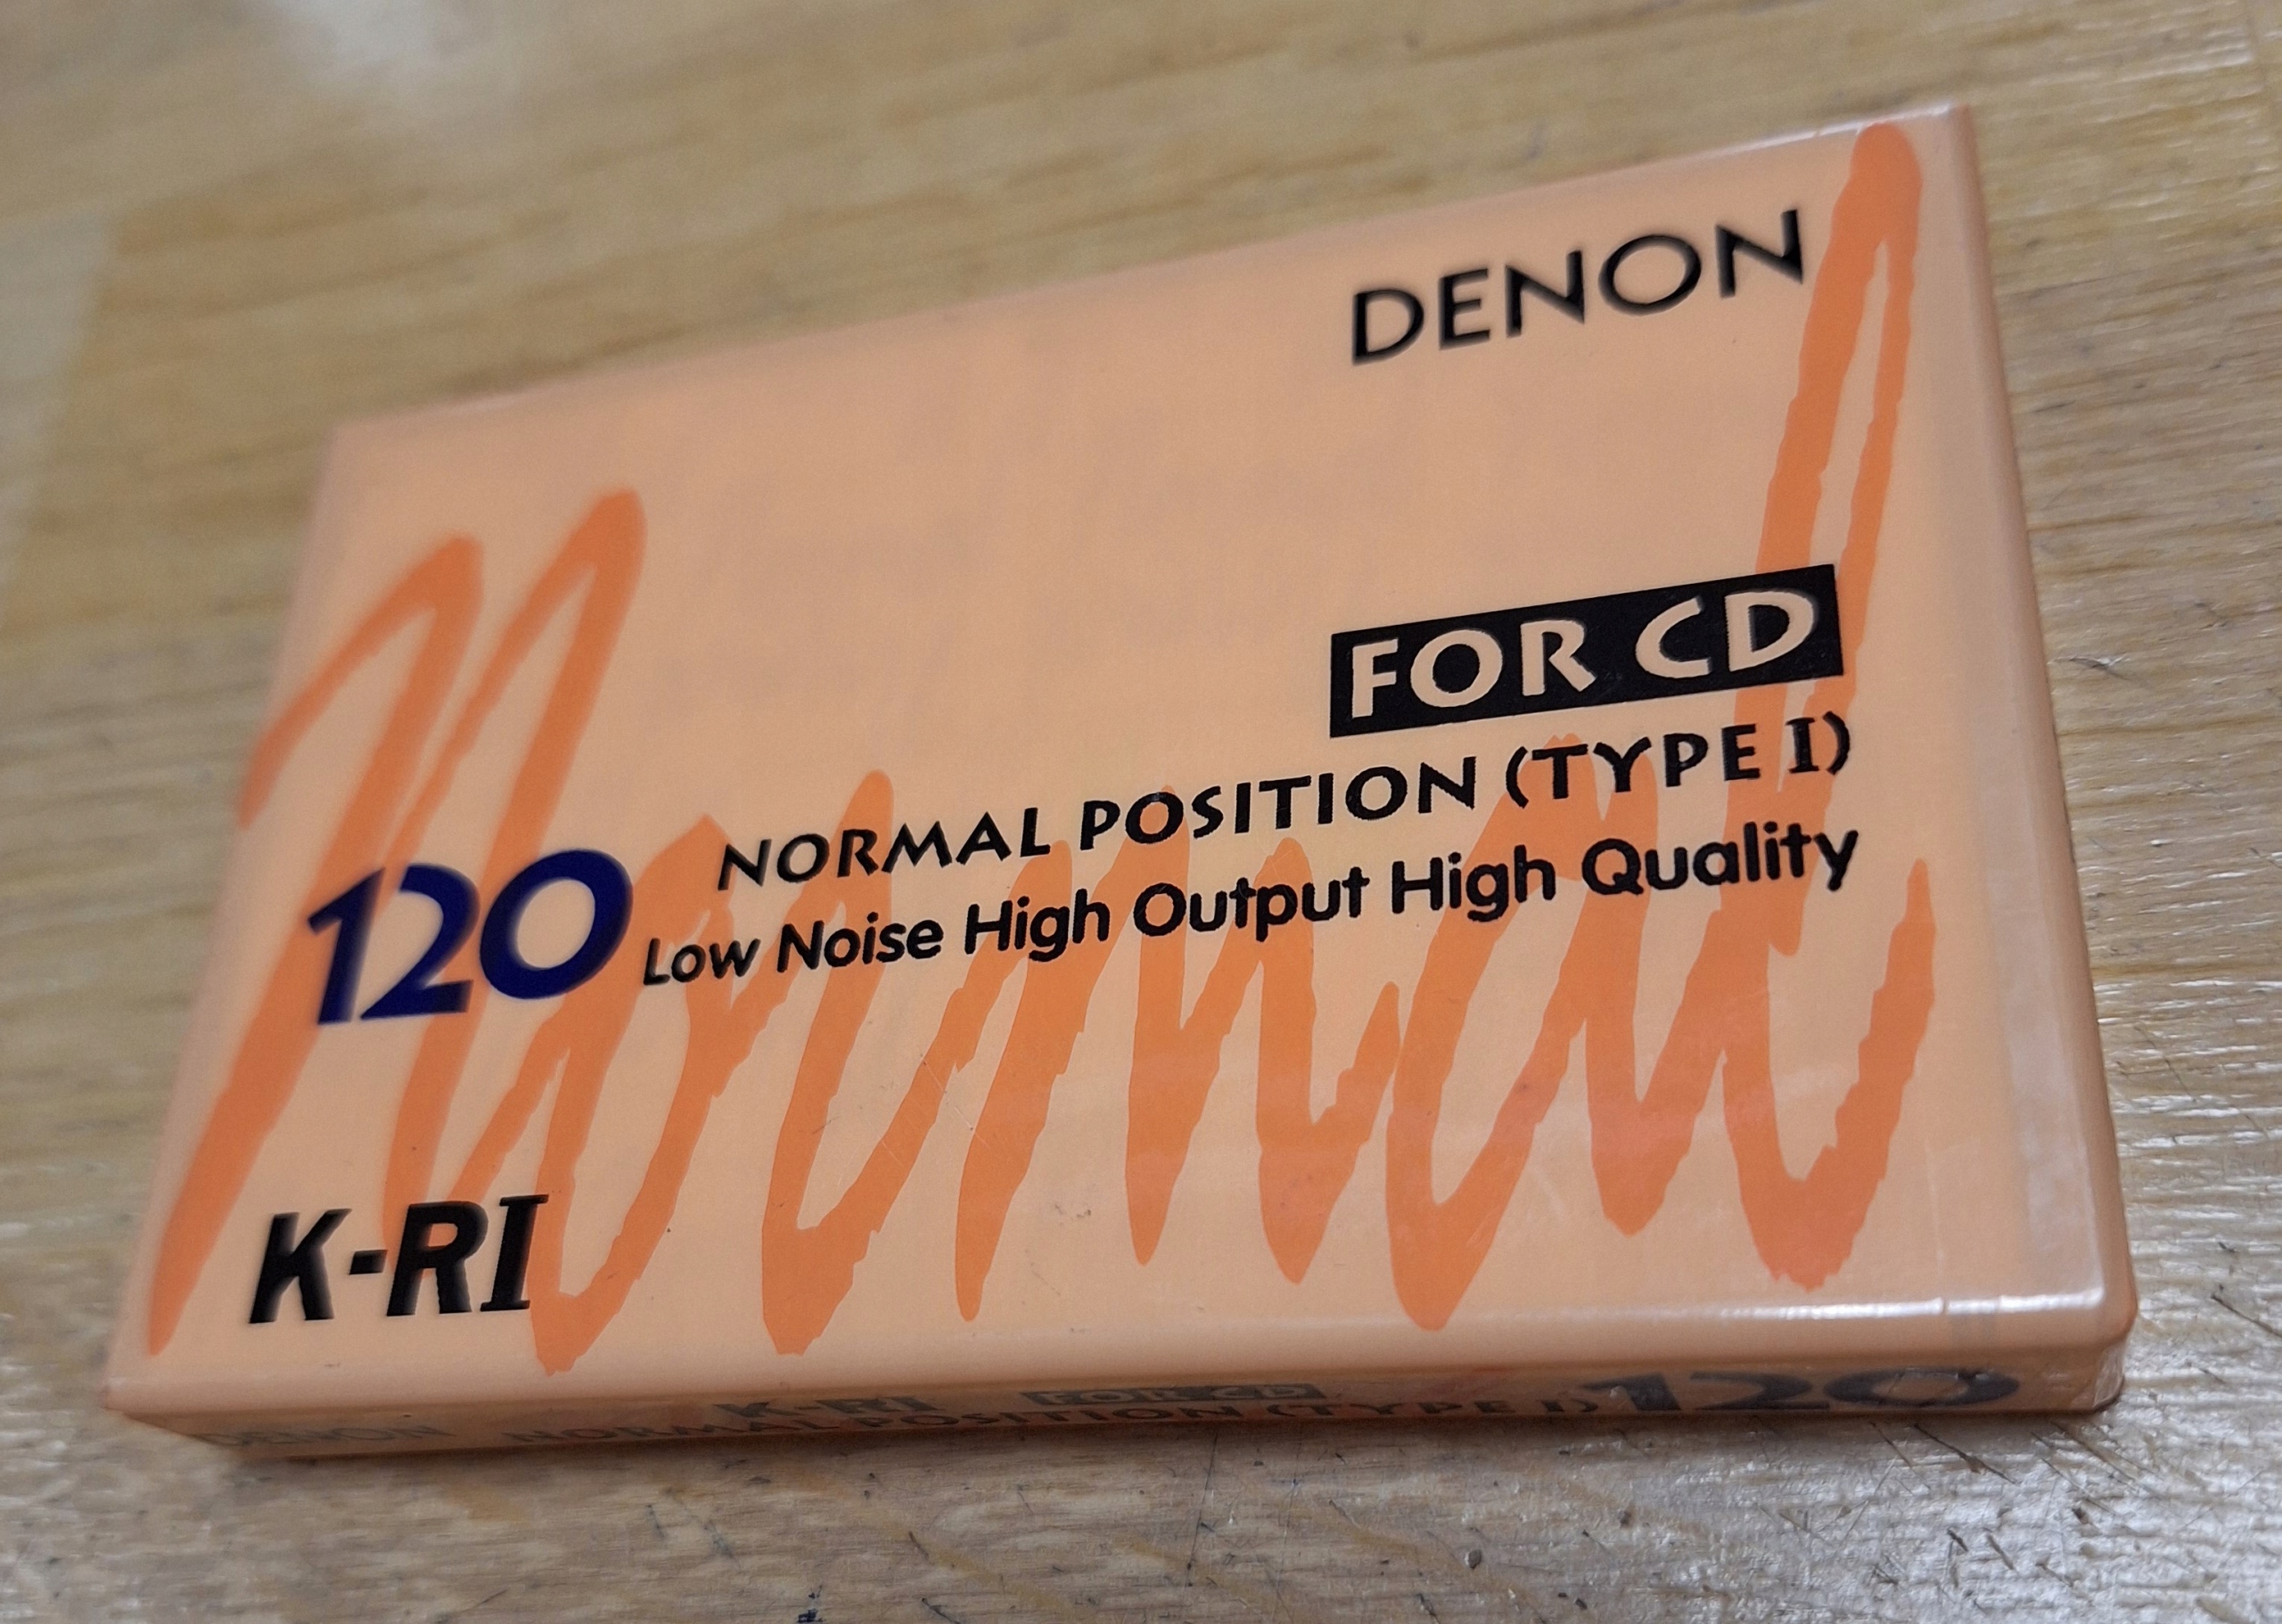 DENON
FOR CD
NORMAL POSITION (TYPE I)
120 Low Noise High Output High Quality
Normal
K-RI
DENON K-RI FOR CD
NORMAL POSITION (TYPE I) 120